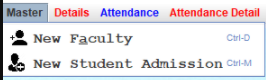 Master Details Attendance Attendance Detail
New Faculty Ctrl-D
New Student Admission Ctrl-M